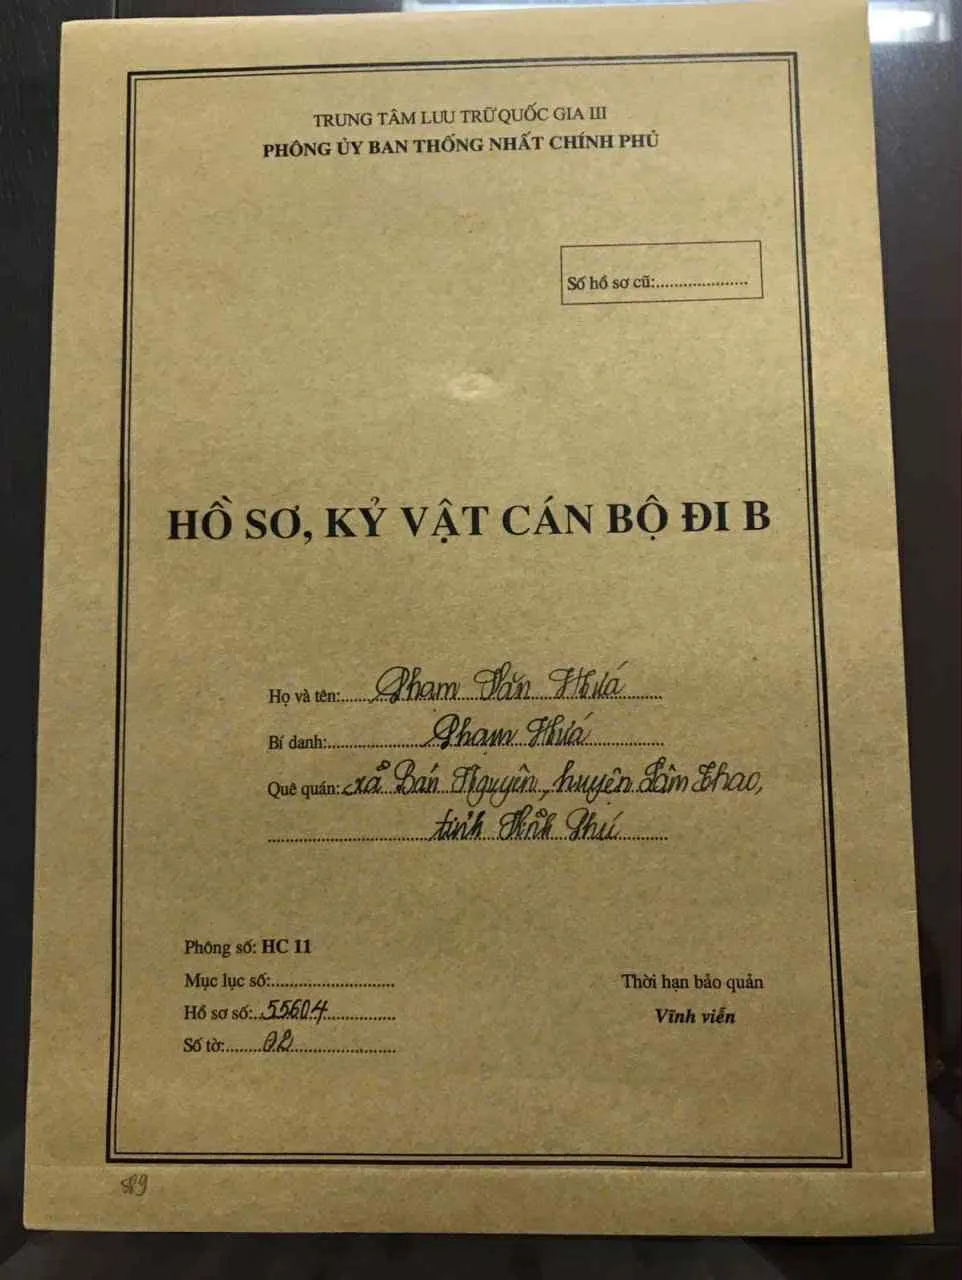 TRUNG TÂM LƯU TRỮ QUỐC GIA III
PHÔNG ỦY BAN THỐNG NHẤT CHÍNH PHỦ
Số hồ sơ cũ:....................
HỒ SƠ, KỶ VẬT CÁN BỘ ĐI B
Họ và tên: Phạm Văn Hứá
Bí danh: Phạm Hứá
Quê quán: xã Bản Nguyên, huyện Lâm Thao,
tỉnh Vĩnh Phú
Phông số: HC 11
Mục lục số:...........................
Thời hạn bảo quản
Hồ sơ số: 55604
Vĩnh viễn
Số tờ: 02